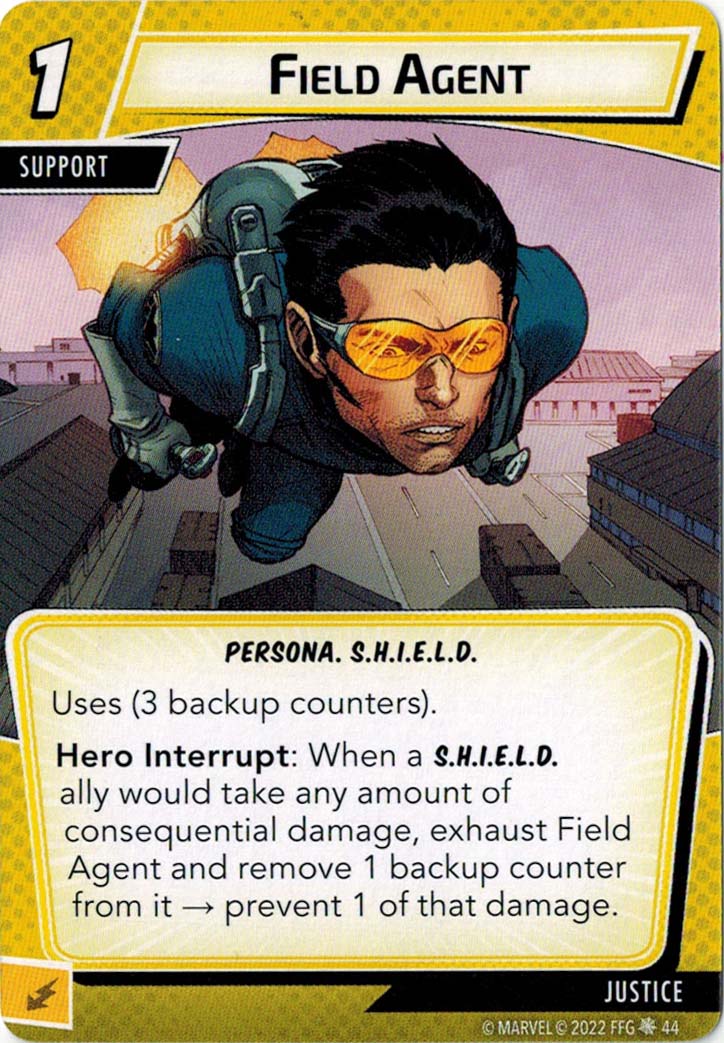 1
FIELD AGENT
SUPPORT
PERSONA. S.H.I.E.L.D.
Uses (3 backup counters).
Hero Interrupt: When a S.H.I.E.L.D.
ally would take any amount of
consequential damage, exhaust Field
Agent and remove 1 backup counter
from it → prevent 1 of that damage.
JUSTICE
© MARVEL © 2022 FFG 44